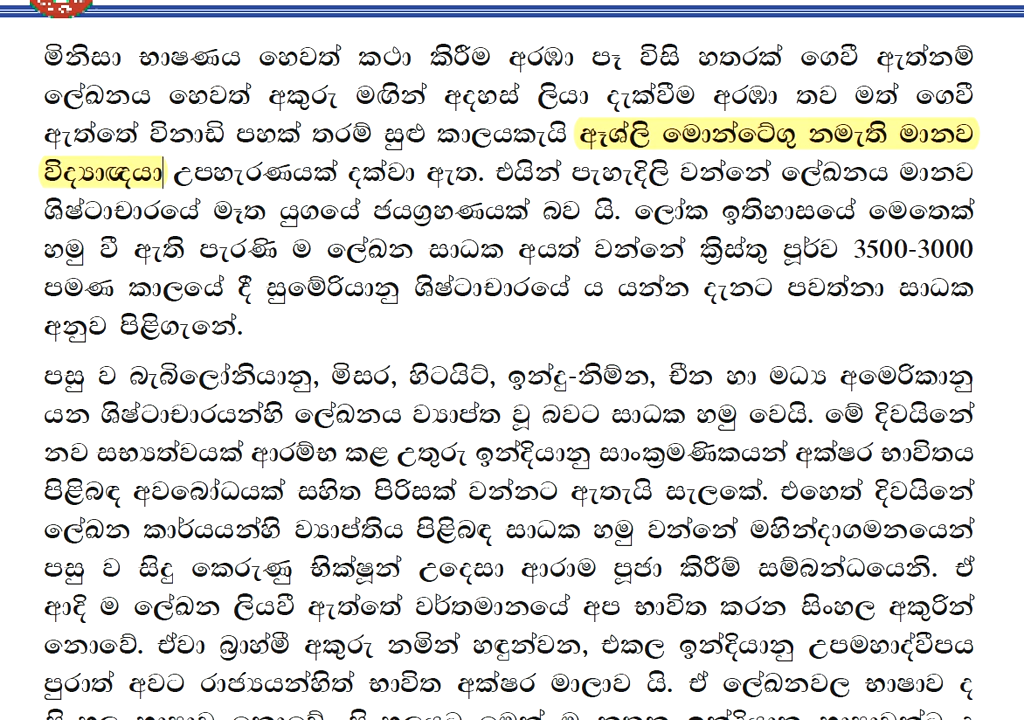 මිනිසා භාෂණය හෙවත් කථා කිරීම අරඹා පැ විසි හතරක් ගෙවී ඇත්නම්
ලේඛනය හෙවත් අකුරු මඟින් අදහස් ලියා දැක්වීම අරඹා තව මත් ගෙවී
ඇත්තේ විනාඩි පහක් තරම් සුළු කාලයකැයි ඇෂ්ලි මොන්ටේගු නමැති මානව
විද්‍යාඥයා උපහැරණයක් දක්වා ඇත. එයින් පැහැදිලි වන්නේ ලේඛනය මානව
ශිෂ්ටාචාරයේ මෑත යුගයේ ජයග්‍රහණයක් බව යි. ලෝක ඉතිහාසයේ මෙතෙක්
හමු වී ඇති පැරණි ම ලේඛන සාධක අයත් වන්නේ ක්‍රිස්තු පූර්ව 3500-3000
පමණ කාලයේ දී සුමේරියානු ශිෂ්ටාචාරයේ ය යන්න දැනට පවත්නා සාධක
අනුව පිළිගැනේ.
පසු ව බැබිලෝනියානු, මිසර, හිටයිට්, ඉන්දු-නිම්න, චීන හා මධ්‍ය අමෙරිකානු
යන ශිෂ්ටාචාරයන්හි ලේඛනය ව්‍යාප්ත වූ බවට සාධක හමු වෙයි. මේ දිවයිනේ
නව සභ්‍යත්වයක් ආරම්භ කළ උතුරු ඉන්දියානු සාංක්‍රමණිකයන් අක්ෂර භාවිතය
පිළිබඳ අවබෝධයක් සහිත පිරිසක් වන්නට ඇතැයි සැලකේ. එහෙත් දිවයිනේ
ලේඛන කාර්යයන්හි ව්‍යාප්තිය පිළිබඳ සාධක හමු වන්නේ මහින්දාගමනයෙන්
පසු ව සිදු කෙරුණු භික්ෂූන් උදෙසා ආරාම පූජා කිරීම් සම්බන්ධයෙනි. ඒ
ආදි ම ලේඛන ලියවී ඇත්තේ වර්තමානයේ අප භාවිත කරන සිංහල අකුරින්
නොවේ. ඒවා බ්‍රාහ්මී අකුරු නමින් හඳුන්වන, එකල ඉන්දියානු උපමහාද්වීපය
පුරාත් අවට රාජ්‍යයන්හිත් භාවිත අක්ෂර මාලාව යි. ඒ ලේඛනවල භාෂාව ද